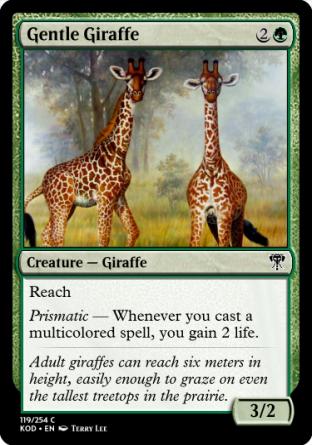 Gentle Giraffe 2
Creature — Giraffe
Reach
Prismatic — Whenever you cast a
multicolored spell, you gain 2 life.
Adult giraffes can reach six meters in
height, easily enough to graze on even
the tallest treetops in the prairie.
3/2
119/254 C
KOD • EN Terry Lee